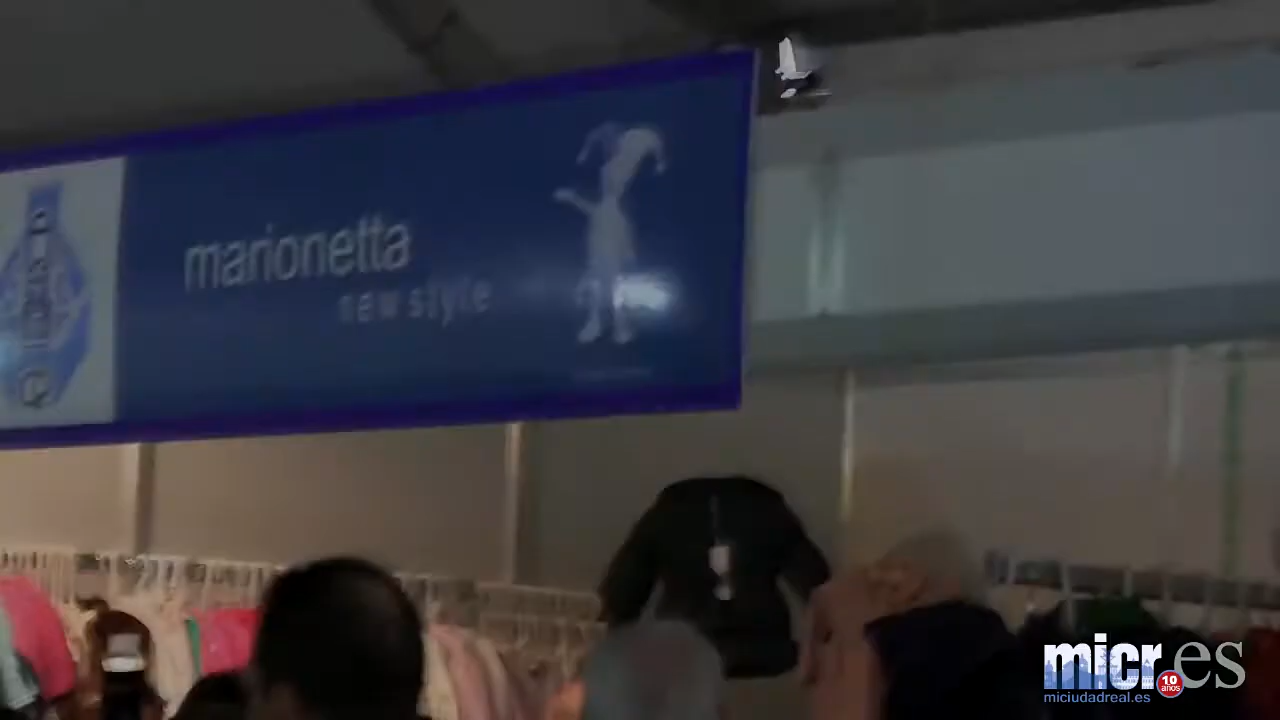 marionetta
new style
micr.es
10 años
miciudadreal.es